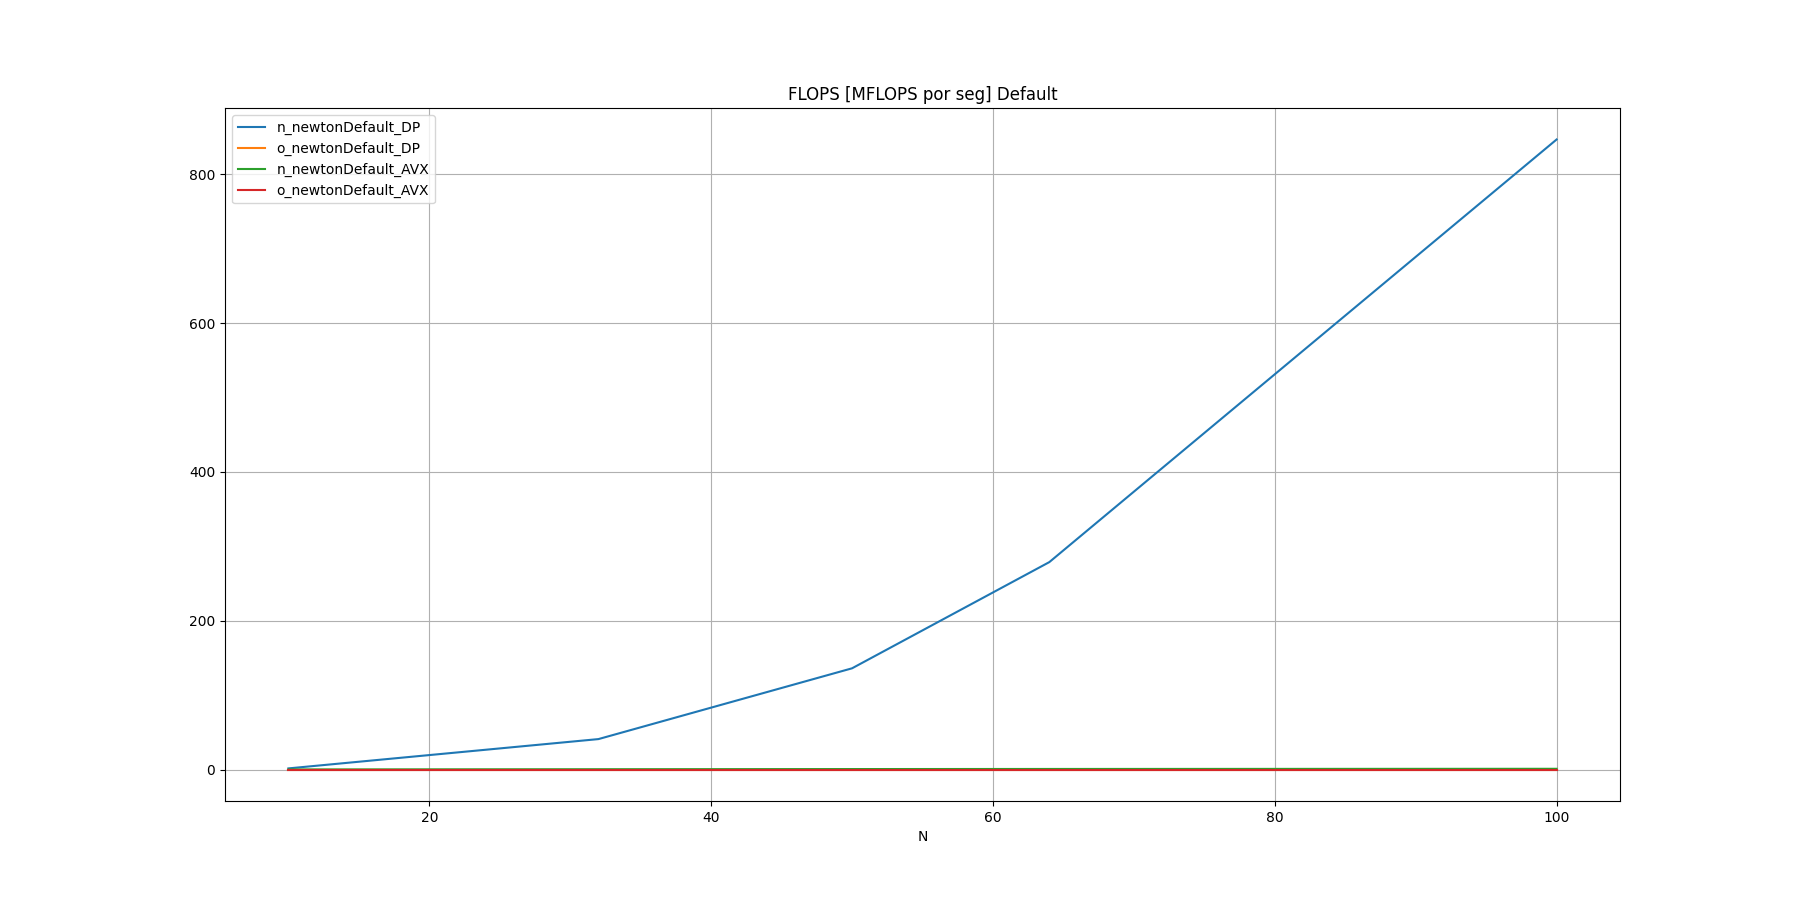 FLOPS [MFLOPS por seg] Default
n_newtonDefault_DP
o_newtonDefault_DP
n_newtonDefault_AVX
o_newtonDefault_AVX
800
600
400
200
0
20 40 60 80 100
N